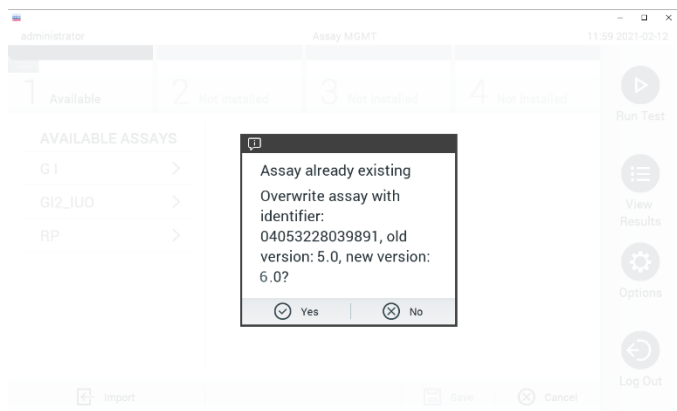 administrator Assay MGMT 11:59 2021-02-12
1 Available 2 Not installed 3 Not installed 4 Not installed
Run Test
AVAILABLE ASSAYS
G I
GI2_IUO
RP
Assay already existing
Overwrite assay with
identifier:
04053228039891, old
version: 5.0, new version:
6.0?
Yes No
View
Results
Options
Log Out
Import Save Cancel